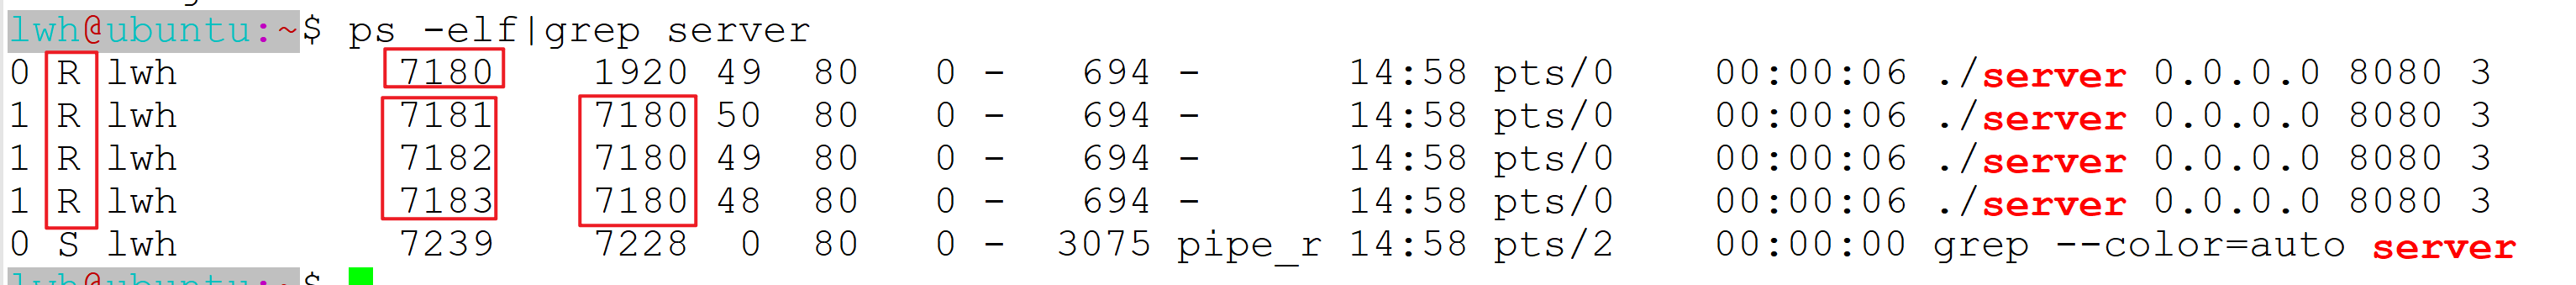 lwh@ubuntu:~$ ps -elf|grep server
0 R lwh 7180 1920 49 80 0 - 694 - 14:58 pts/0 00:00:06 ./server 0.0.0.0 8080 3
1 R lwh 7181 7180 50 80 0 - 694 - 14:58 pts/0 00:00:06 ./server 0.0.0.0 8080 3
1 R lwh 7182 7180 49 80 0 - 694 - 14:58 pts/0 00:00:06 ./server 0.0.0.0 8080 3
1 R lwh 7183 7180 48 80 0 - 694 - 14:58 pts/0 00:00:06 ./server 0.0.0.0 8080 3
0 S lwh 7239 7228 0 80 0 - 3075 pipe_r 14:58 pts/2 00:00:00 grep --color=auto server
lwh@ubuntu:~$